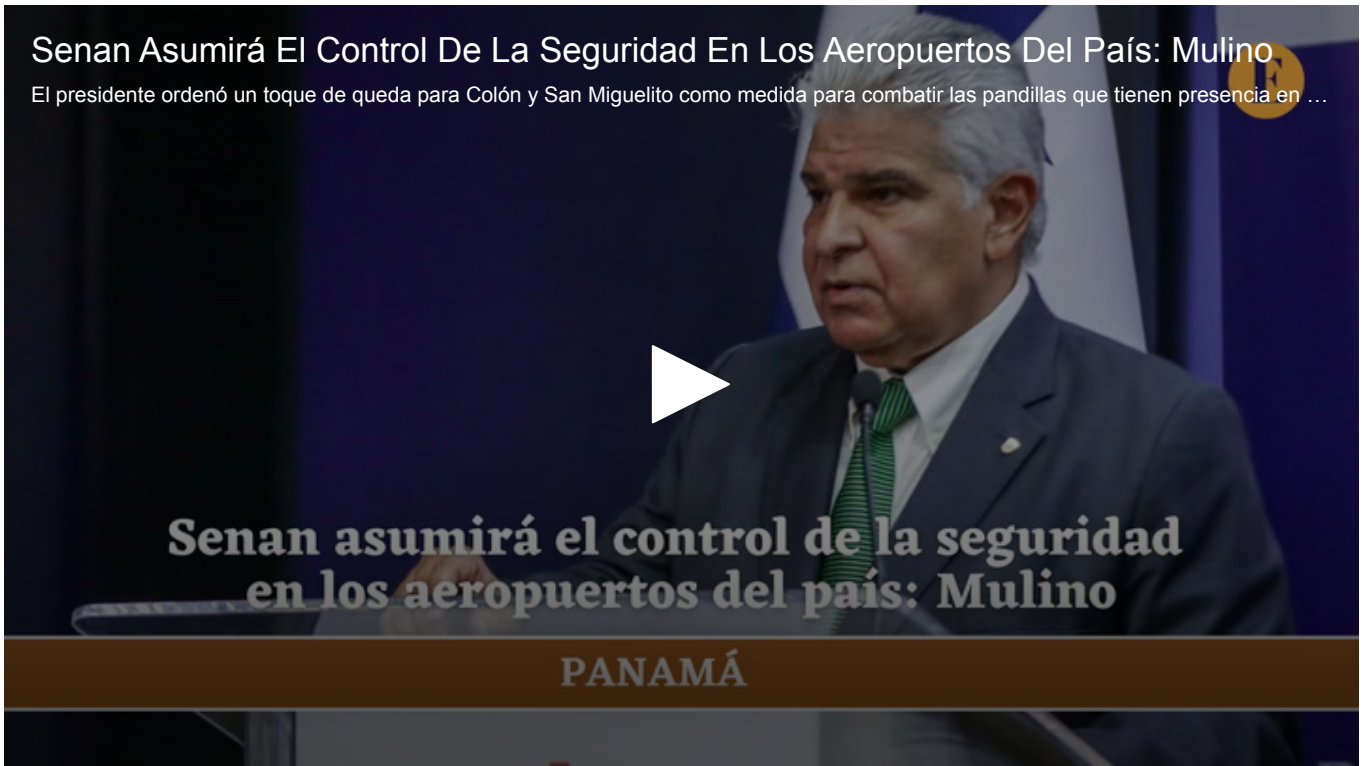 Senan Asumirá El Control De La Seguridad En Los Aeropuertos Del País: Mulino
El presidente ordenó un toque de queda para Colón y San Miguelito como medida para combatir las pandillas que tienen presencia en …
E
Senan asumirá el control de la seguridad
en los aeropuertos del país: Mulino
PANAMÁ